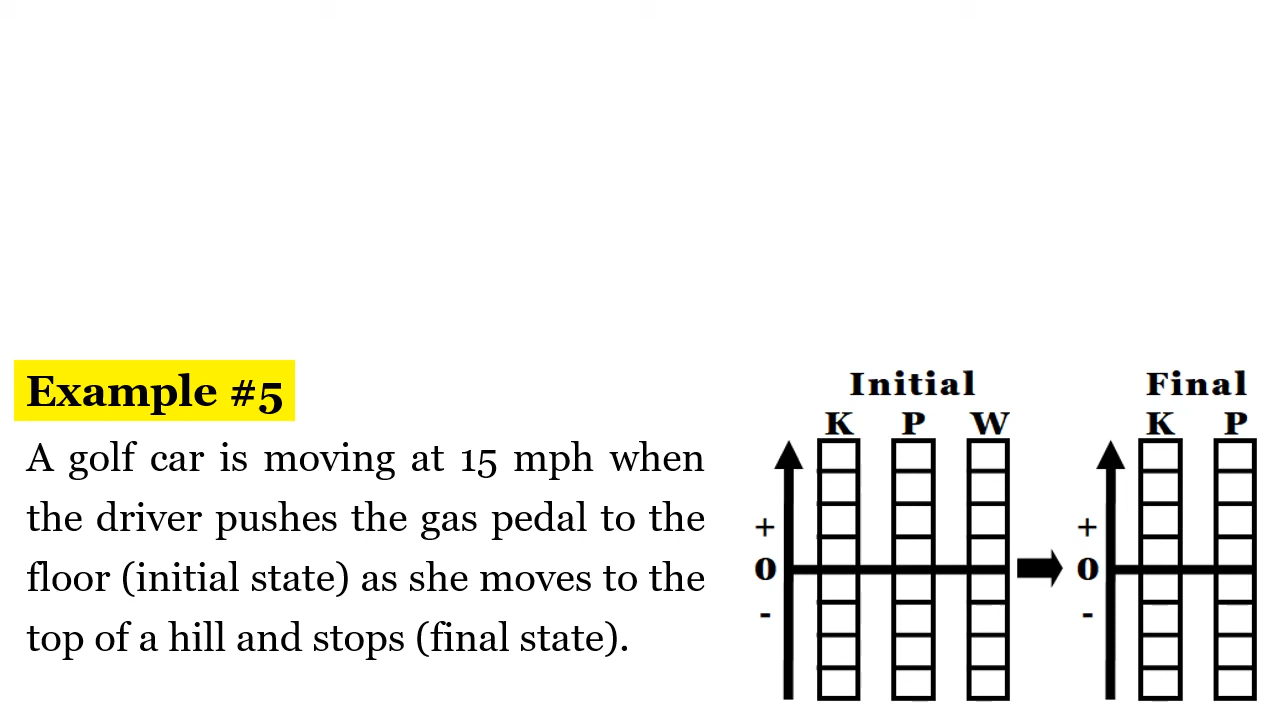 Example #5
A golf car is moving at 15 mph when
the driver pushes the gas pedal to the
floor (initial state) as she moves to the
top of a hill and stops (final state).
Initial
K P W
+
0
-
Final
K P
+
0
-